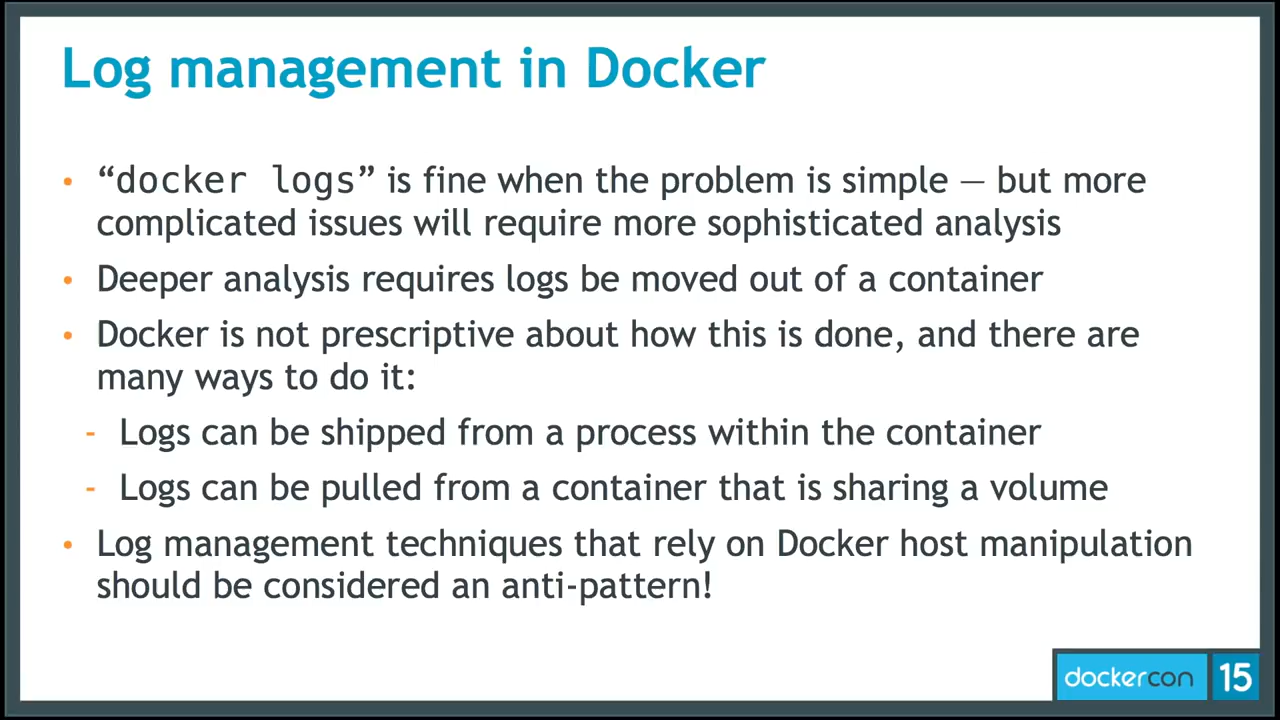 Log management in Docker
• “docker logs” is fine when the problem is simple — but more
complicated issues will require more sophisticated analysis
• Deeper analysis requires logs be moved out of a container
• Docker is not prescriptive about how this is done, and there are
many ways to do it:
- Logs can be shipped from a process within the container
- Logs can be pulled from a container that is sharing a volume
• Log management techniques that rely on Docker host manipulation
should be considered an anti-pattern!
dockercon 15